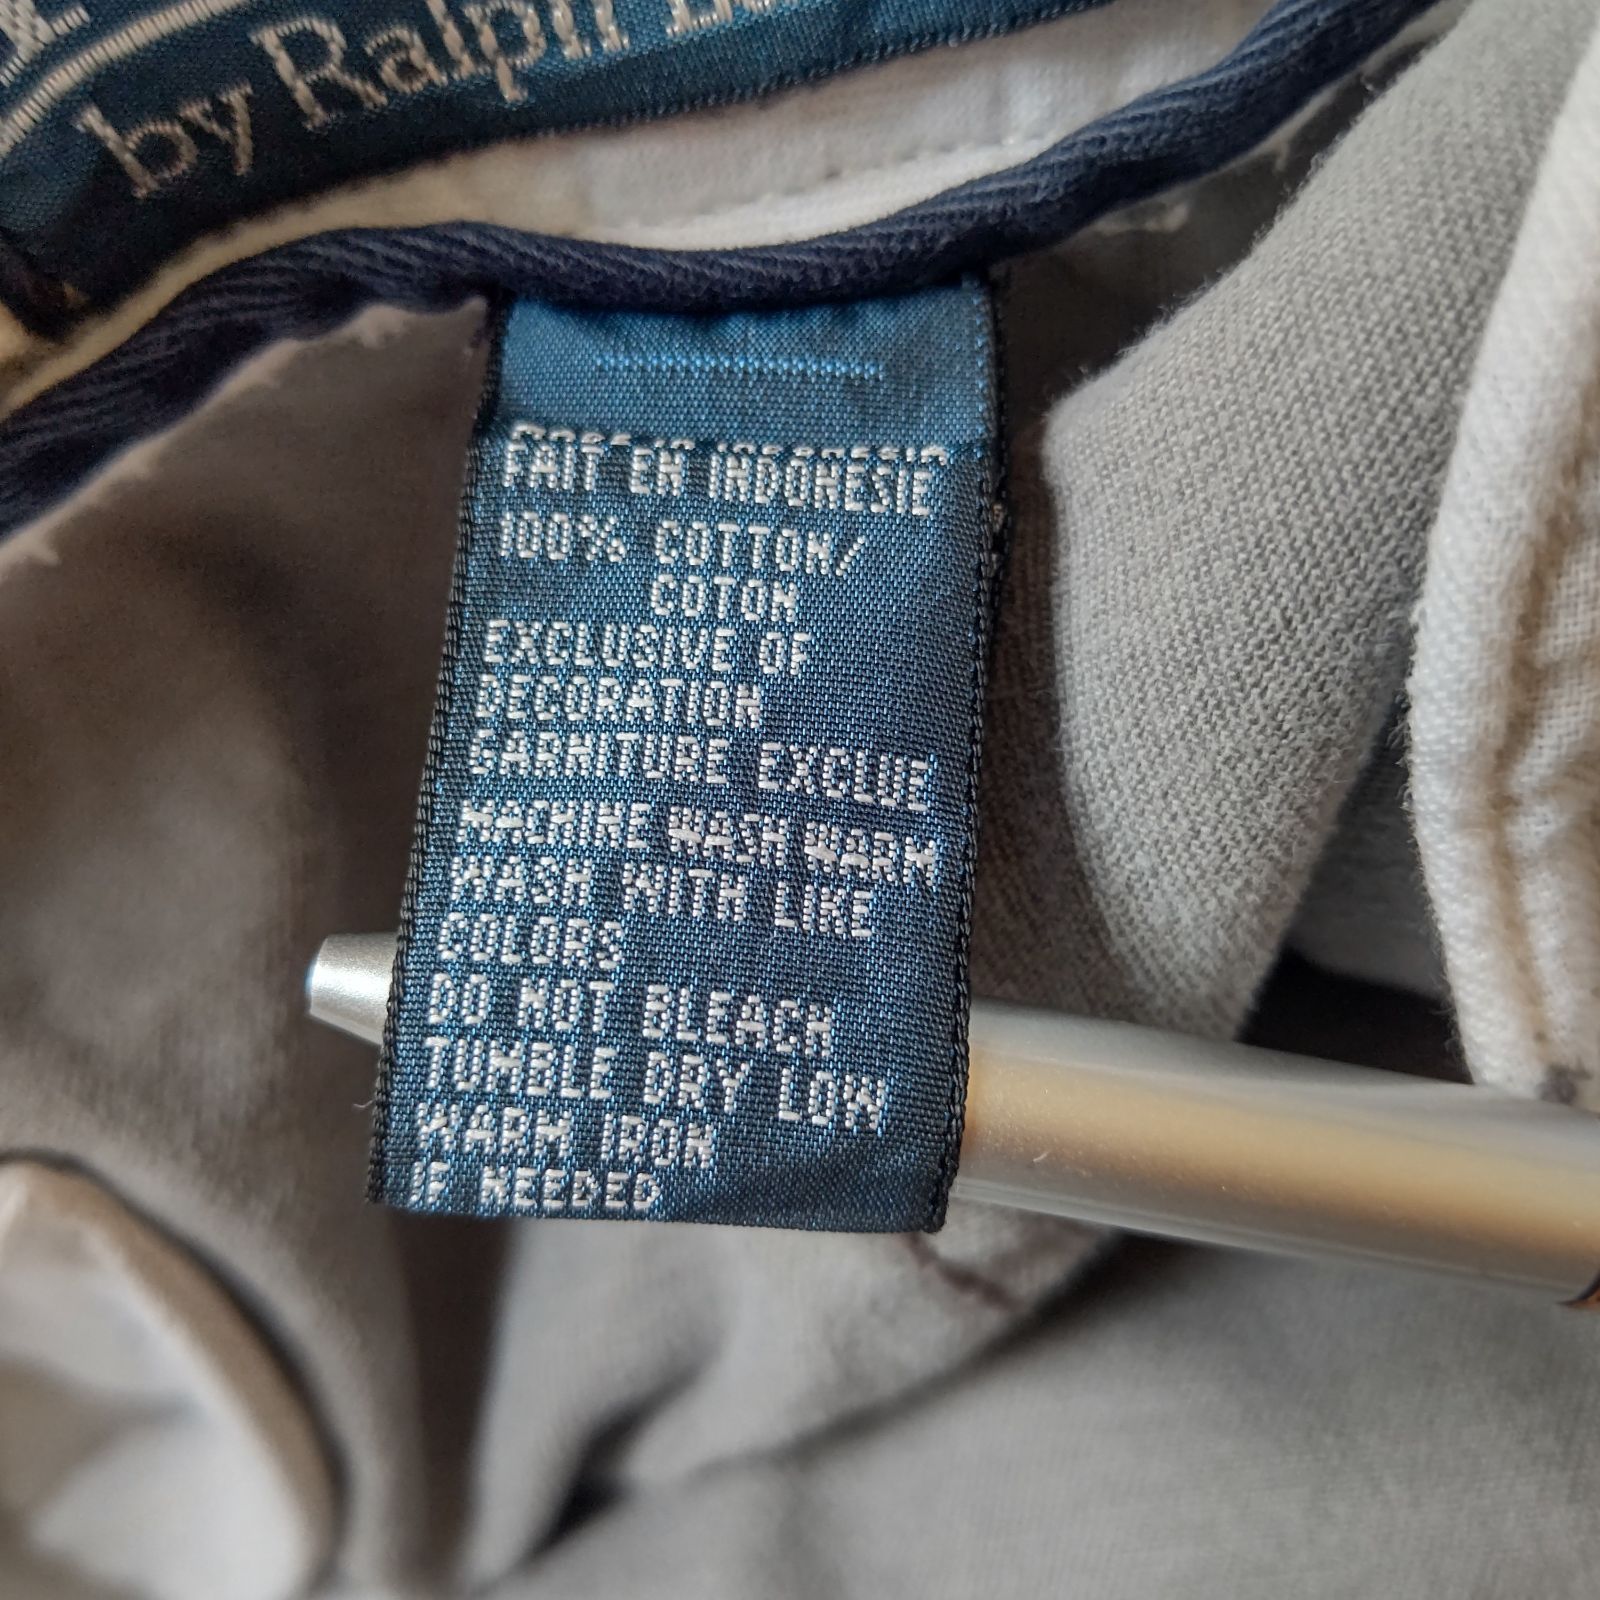 by Ralph
FAIT EN INDONESIE
100% COTTON/
COTON
EXCLUSIVE OF
DECORATION
GARNITURE EXCLUE
MACHINE WASH WARM
WASH WITH LIKE
COLORS
DO NOT BLEACH
TUMBLE DRY LOW
WARM IRON
IF NEEDED